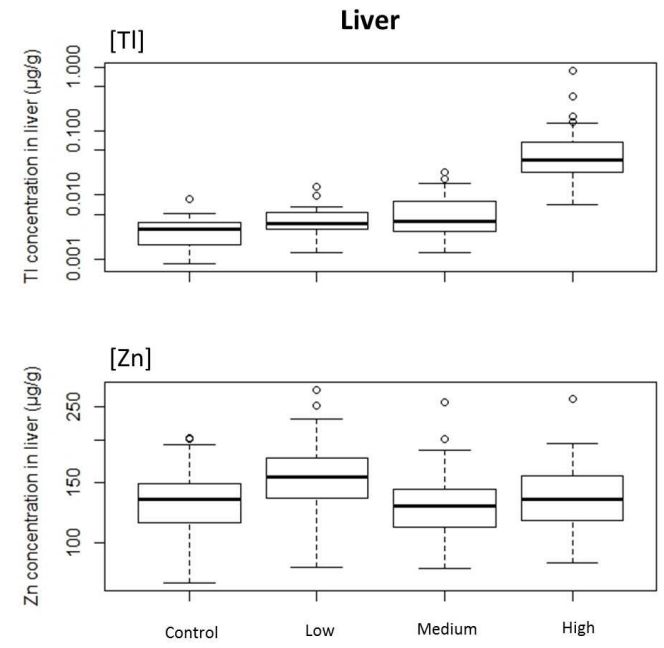 Liver
[Tl]
Tl concentration in liver (µg/g)
1.000
0.100
0.010
0.001
[Zn]
Zn concentration in liver (µg/g)
250
150
100
Control Low Medium High